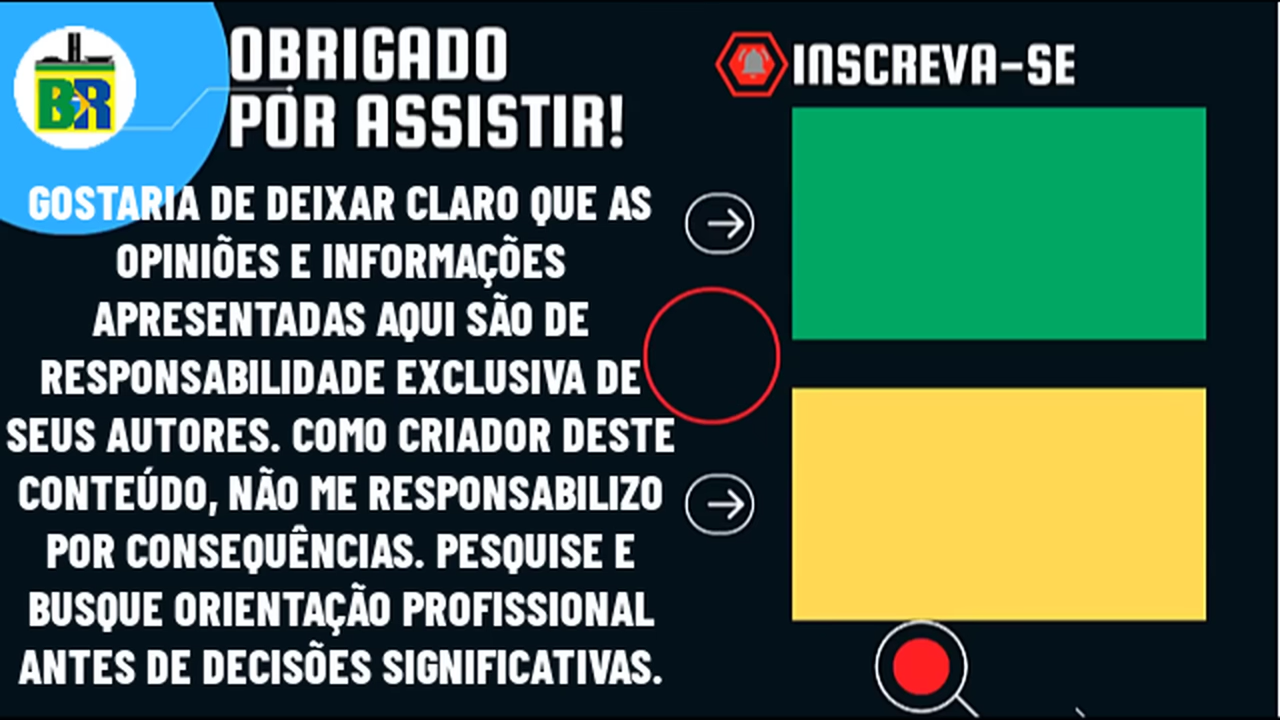 BR
OBRIGADO
POR ASSISTIR!
INSCREVA-SE
GOSTARIA DE DEIXAR CLARO QUE AS
OPINIÕES E INFORMAÇÕES
APRESENTADAS AQUI SÃO DE
RESPONSABILIDADE EXCLUSIVA DE
SEUS AUTORES. COMO CRIADOR DESTE
CONTEÚDO, NÃO ME RESPONSABILIZO
POR CONSEQUÊNCIAS. PESQUISE E
BUSQUE ORIENTAÇÃO PROFISSIONAL
ANTES DE DECISÕES SIGNIFICATIVAS.